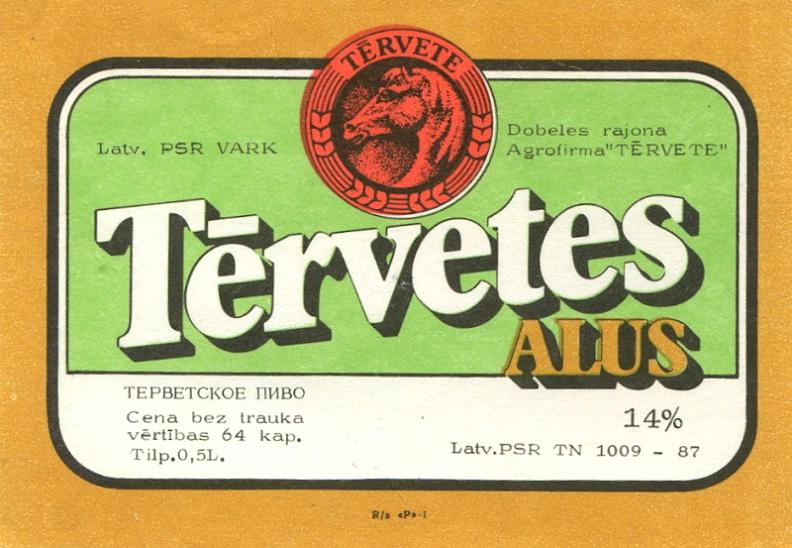 TĒRVETE
Latv. PSR VARK
Dobeles rajona
Agrofirma"TĒRVETE"
Tērvetes
ALUS
ТЕРВЕТСКОЕ ПИВО
Cena bez trauka
vērtības 64 kap.
Tilp.0,5L.
14%
Latv.PSR TN 1009 - 87
R/a «P»-1